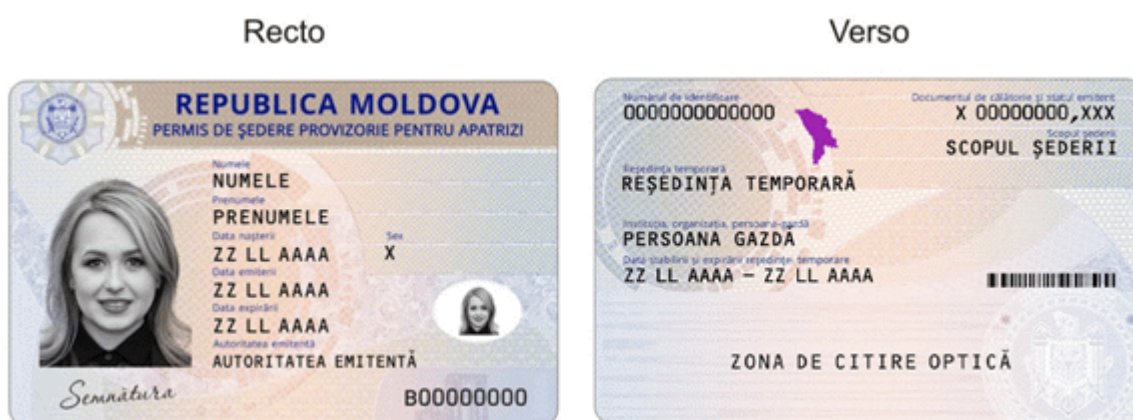 Recto
REPUBLICA MOLDOVA
PERMIS DE ȘEDERE PROVIZORIE PENTRU APATRIZI
Numele
NUMELE
Prenumele
PRENUMELE
Data nașterii Sex
ZZ LL AAAA X
Data emiterii
ZZ LL AAAA
Data expirării
ZZ LL AAAA
Autoritatea emitentă
AUTORITATEA EMITENTĂ
Semnătura
B00000000
Verso
Numărul de identificare Documentul de călătorie și statul emitent
0000000000000 X 00000000,XXX
Scopul șederii
SCOPUL ȘEDERII
Reședința temporară
REȘEDINȚA TEMPORARĂ
Instituția, organizația, persoana-gazdă
PERSOANA GAZDĂ
Data stabilirii și expirării reședinței temporare
ZZ LL AAAA – ZZ LL AAAA
ZONA DE CITIRE OPTICĂ